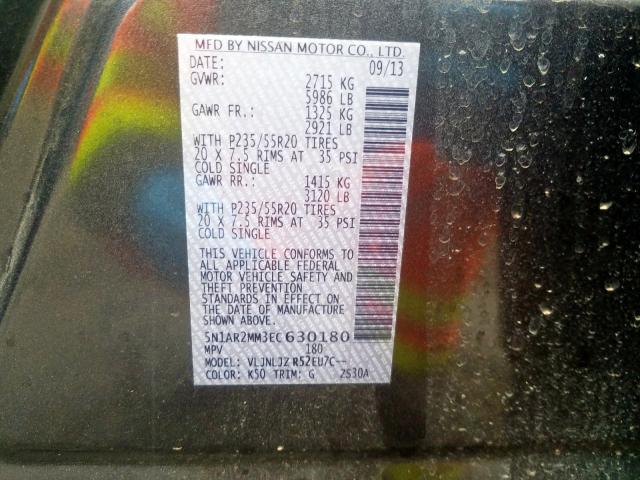 MFD BY NISSAN MOTOR CO., LTD.
DATE: 09/13
GVWR: 2715 KG
5986 LB
GAWR FR.: 1325 KG
2921 LB
WITH P235/55R20 TIRES
20 X 7.5 RIMS AT 35 PSI
COLD SINGLE
GAWR RR.: 1415 KG
3120 LB
WITH P235/55R20 TIRES
20 X 7.5 RIMS AT 35 PSI
COLD SINGLE
THIS VEHICLE CONFORMS TO
ALL APPLICABLE FEDERAL
MOTOR VEHICLE SAFETY AND
THEFT PREVENTION
STANDARDS IN EFFECT ON
THE DATE OF MANUFACTURE
SHOWN ABOVE.
5N1AR2MM3EC630180
MPV 180
MODEL: VLJNLJZ R52EU7C--
COLOR: K50 TRIM: G 2S30A